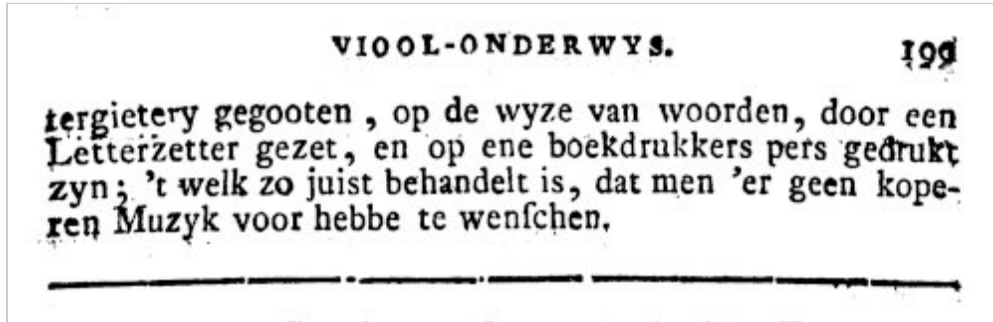 VIOOL-ONDERWYS. 199
tergietery gegooten, op de wyze van woorden, door een
Letterzetter gezet, en op ene boekdrukkers pers gedrukt
zyn; 't welk zo juist behandelt is, dat men 'er geen kope-
ren Muzyk voor hebbe te wenſchen.